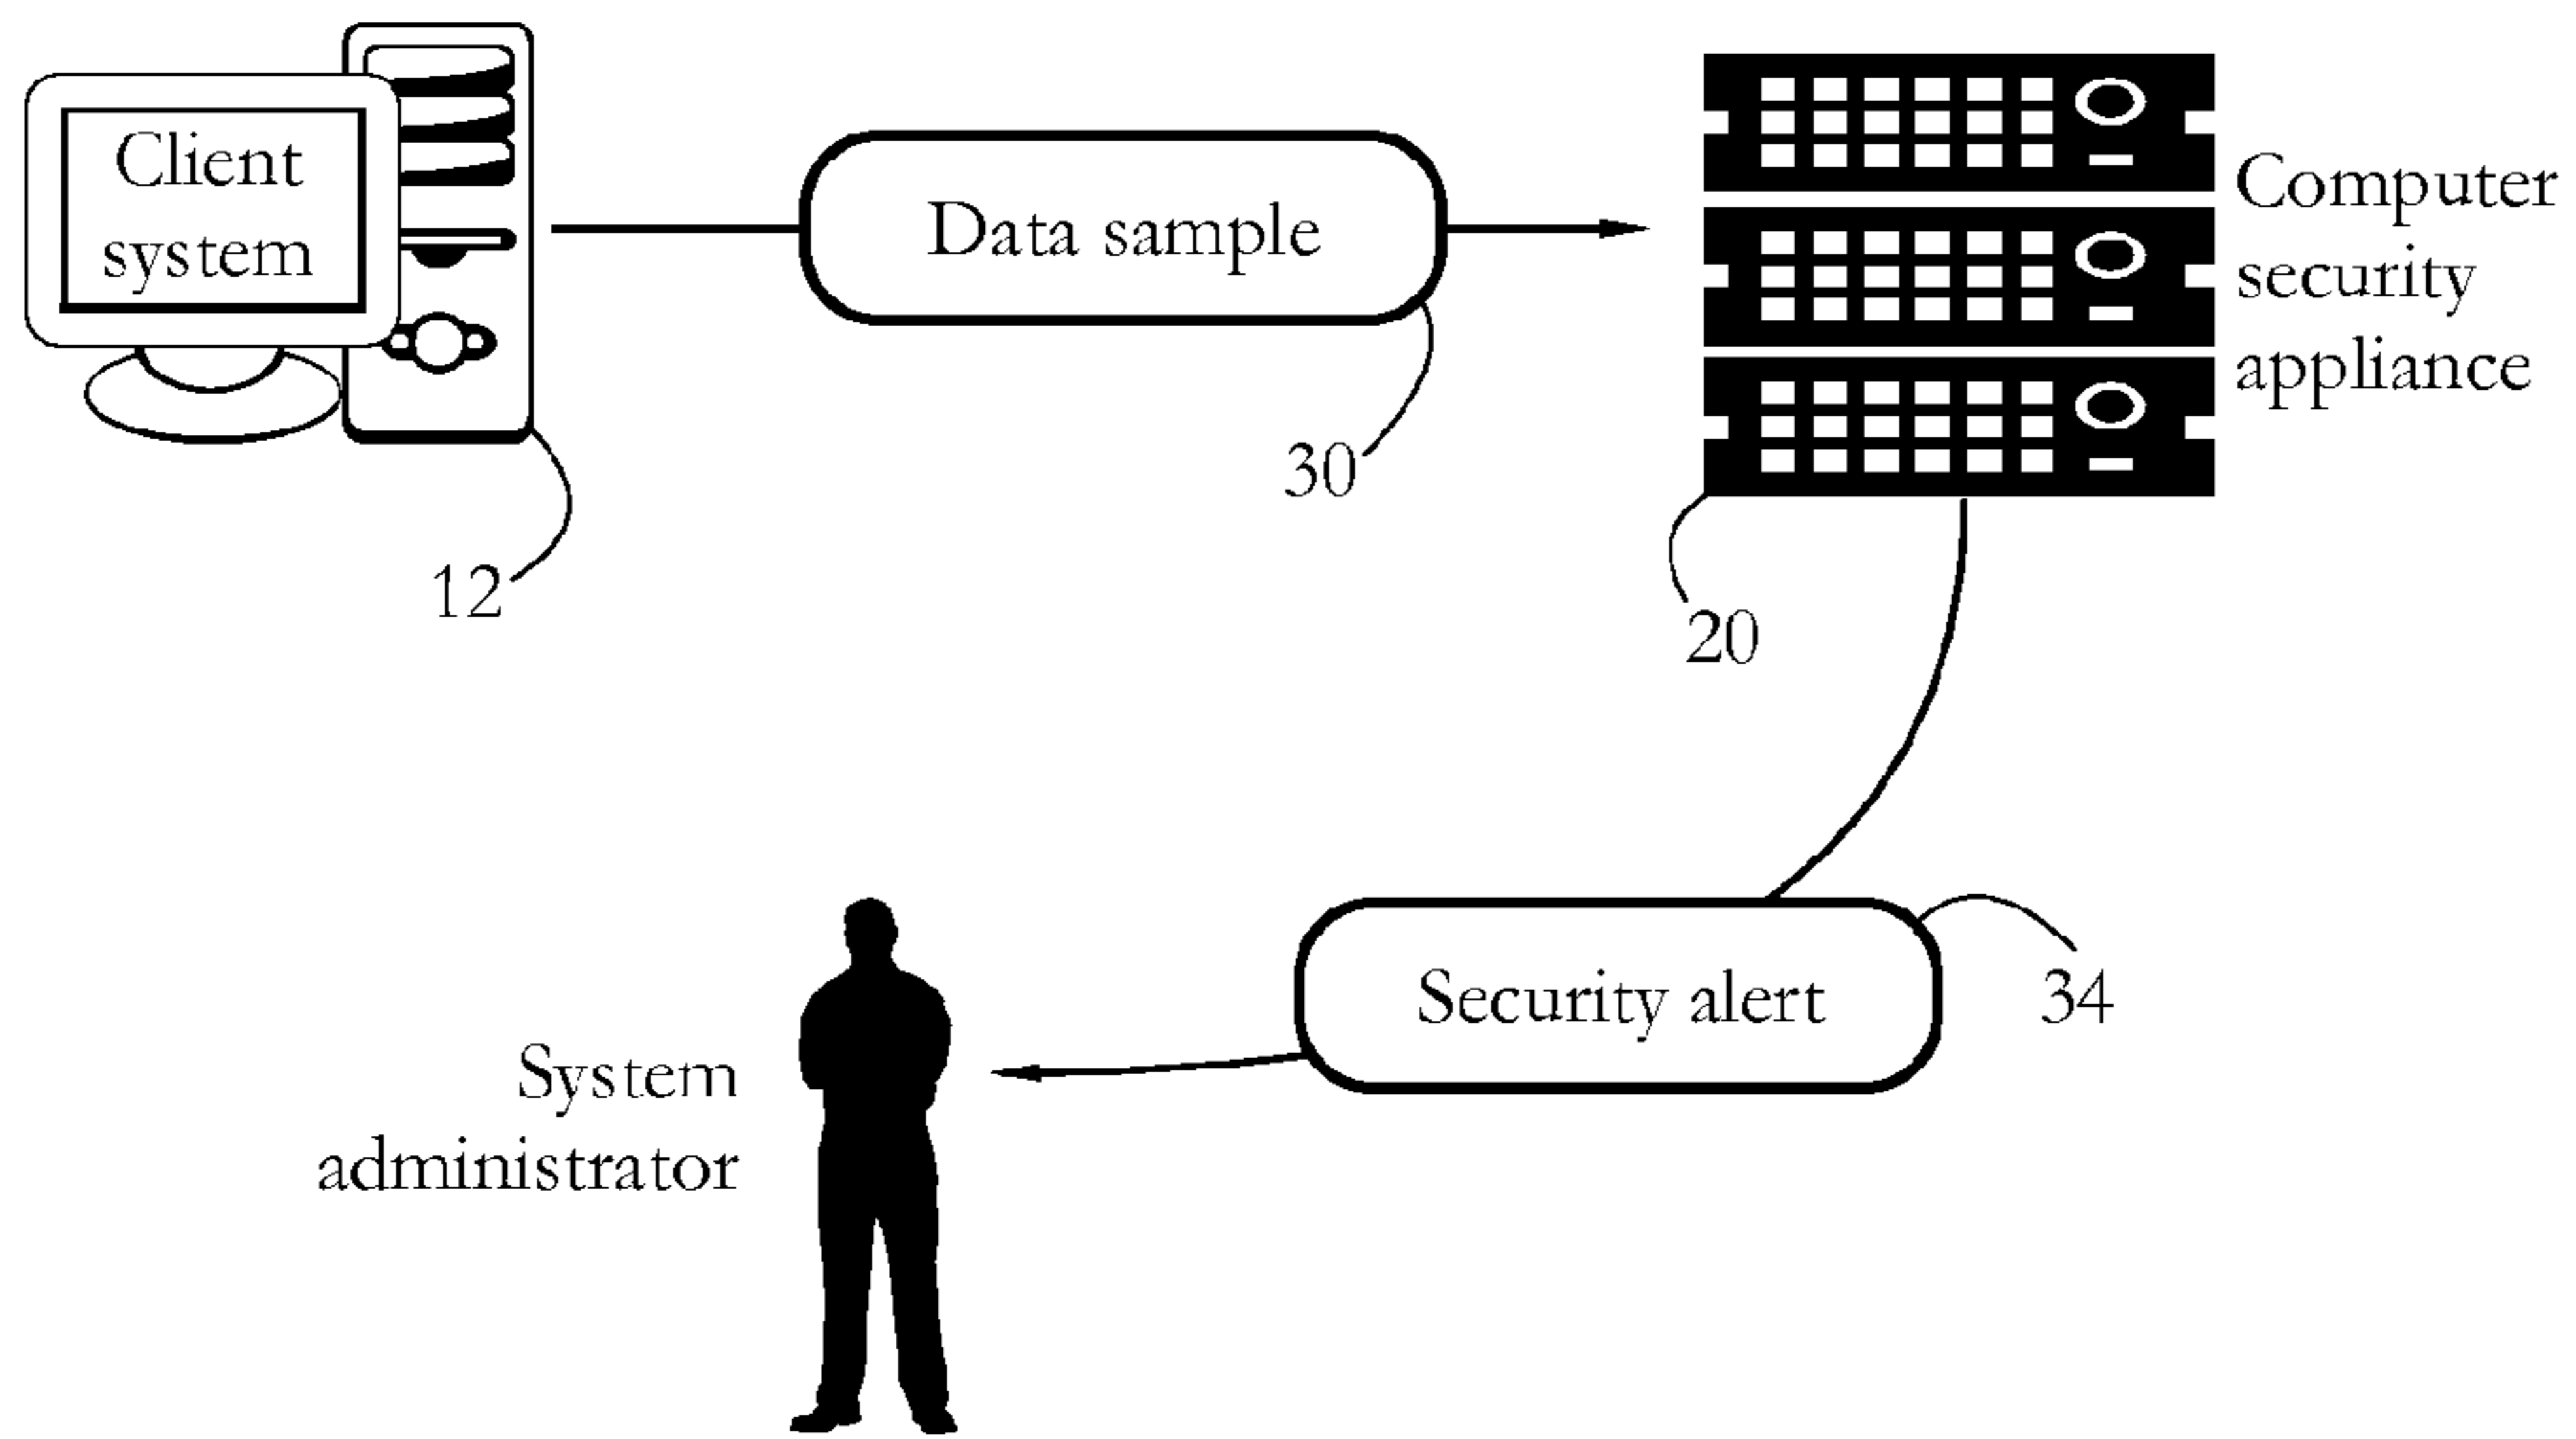 Client
system
Data sample
Computer
security
appliance
30
12
20
Security alert
34
System
administrator